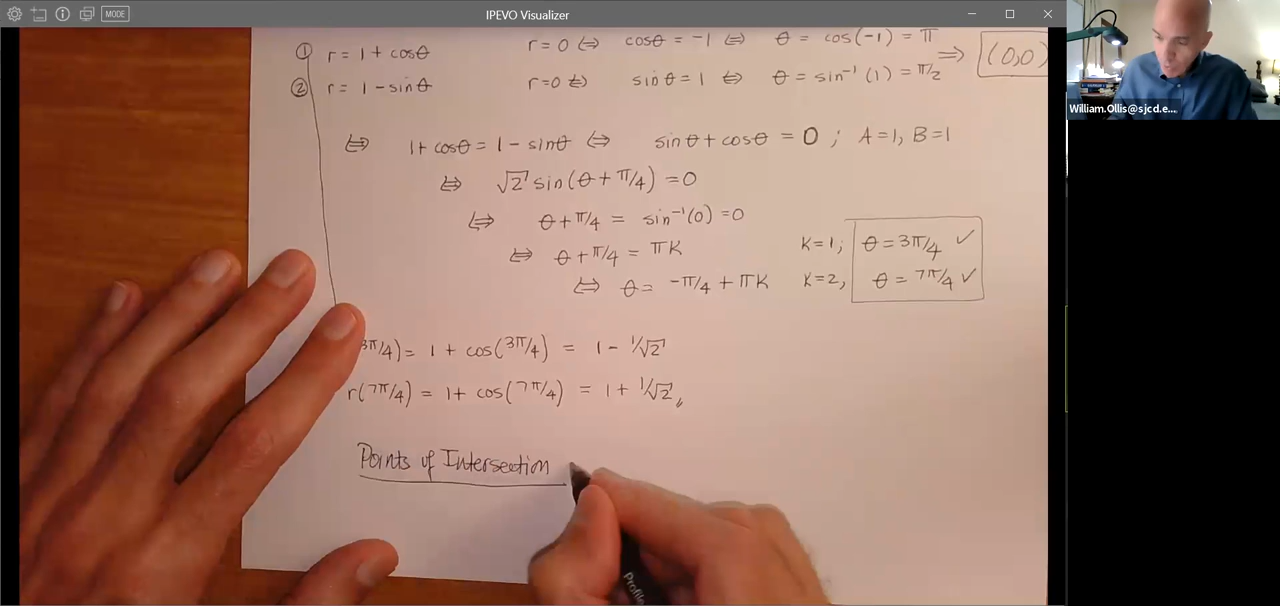 IPEVO Visualizer
MODE
① r = 1 + cosθ r = 0 ⇔ cosθ = -1 ⇔ θ = cos(-1) = π
② r = 1 - sinθ r=0 ⇔ sinθ = 1 ⇔ θ = sin⁻¹(1) = π/2 ⇒ (0,0)
⇔ 1+cosθ = 1 - sinθ ⇔ sinθ + cosθ = 0 ; A=1, B=1
⇔ √2 sin(θ + π/4) = 0
⇔ θ + π/4 = sin⁻¹(0) = 0
⇔ θ + π/4 = πK K=1; θ = 3π/4 ✓
⇔ θ = -π/4 + πK K=2, θ = 7π/4 ✓
3π/4) = 1 + cos(3π/4) = 1 - 1/√2
r(7π/4) = 1 + cos(7π/4) = 1 + 1/√2
Points of Intersection
William.Ollis@sjcd.e...